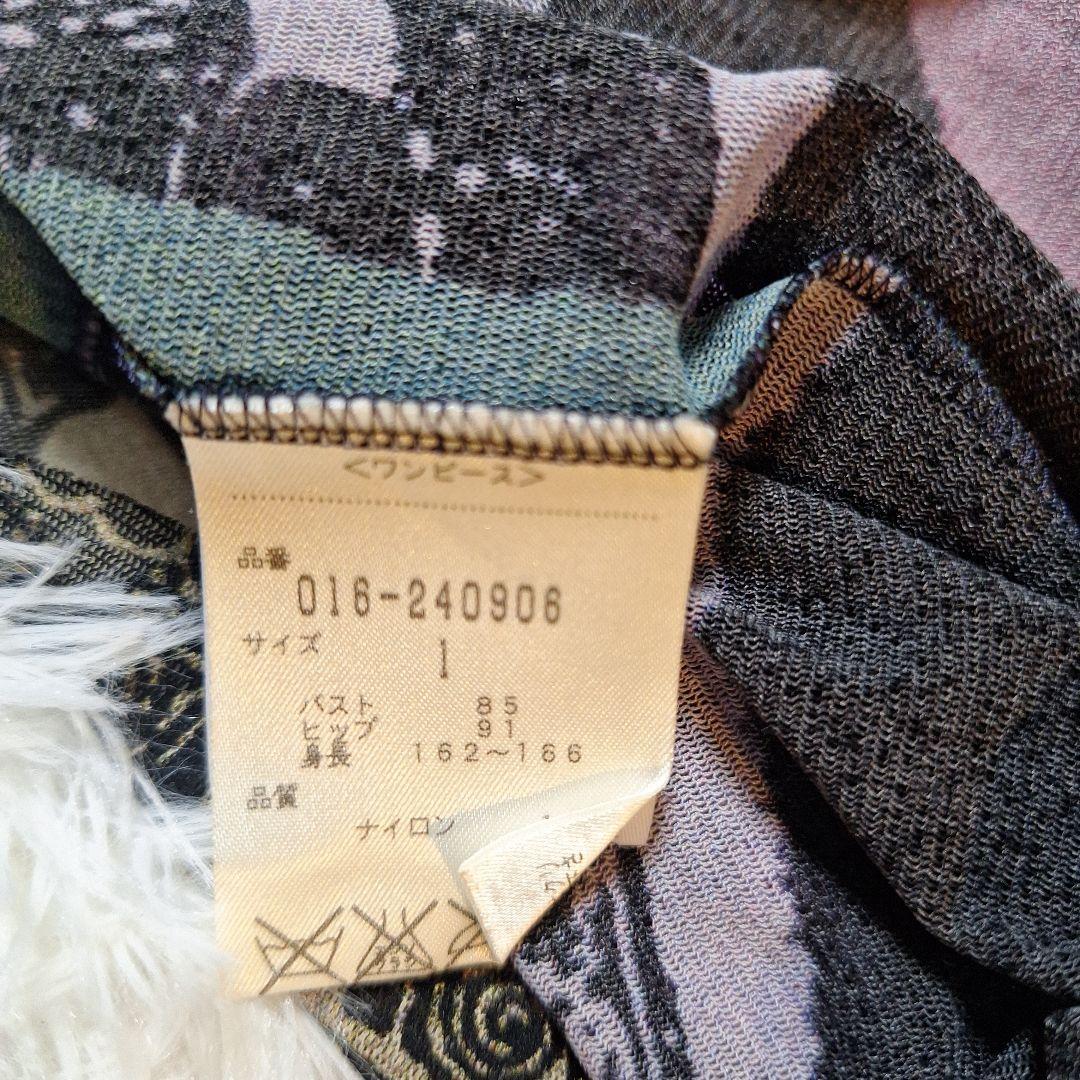 <ワンピース>
品番
016-240906
サイズ
1
バスト 85
ヒップ 91
身長 162～166
品質
ナイロン